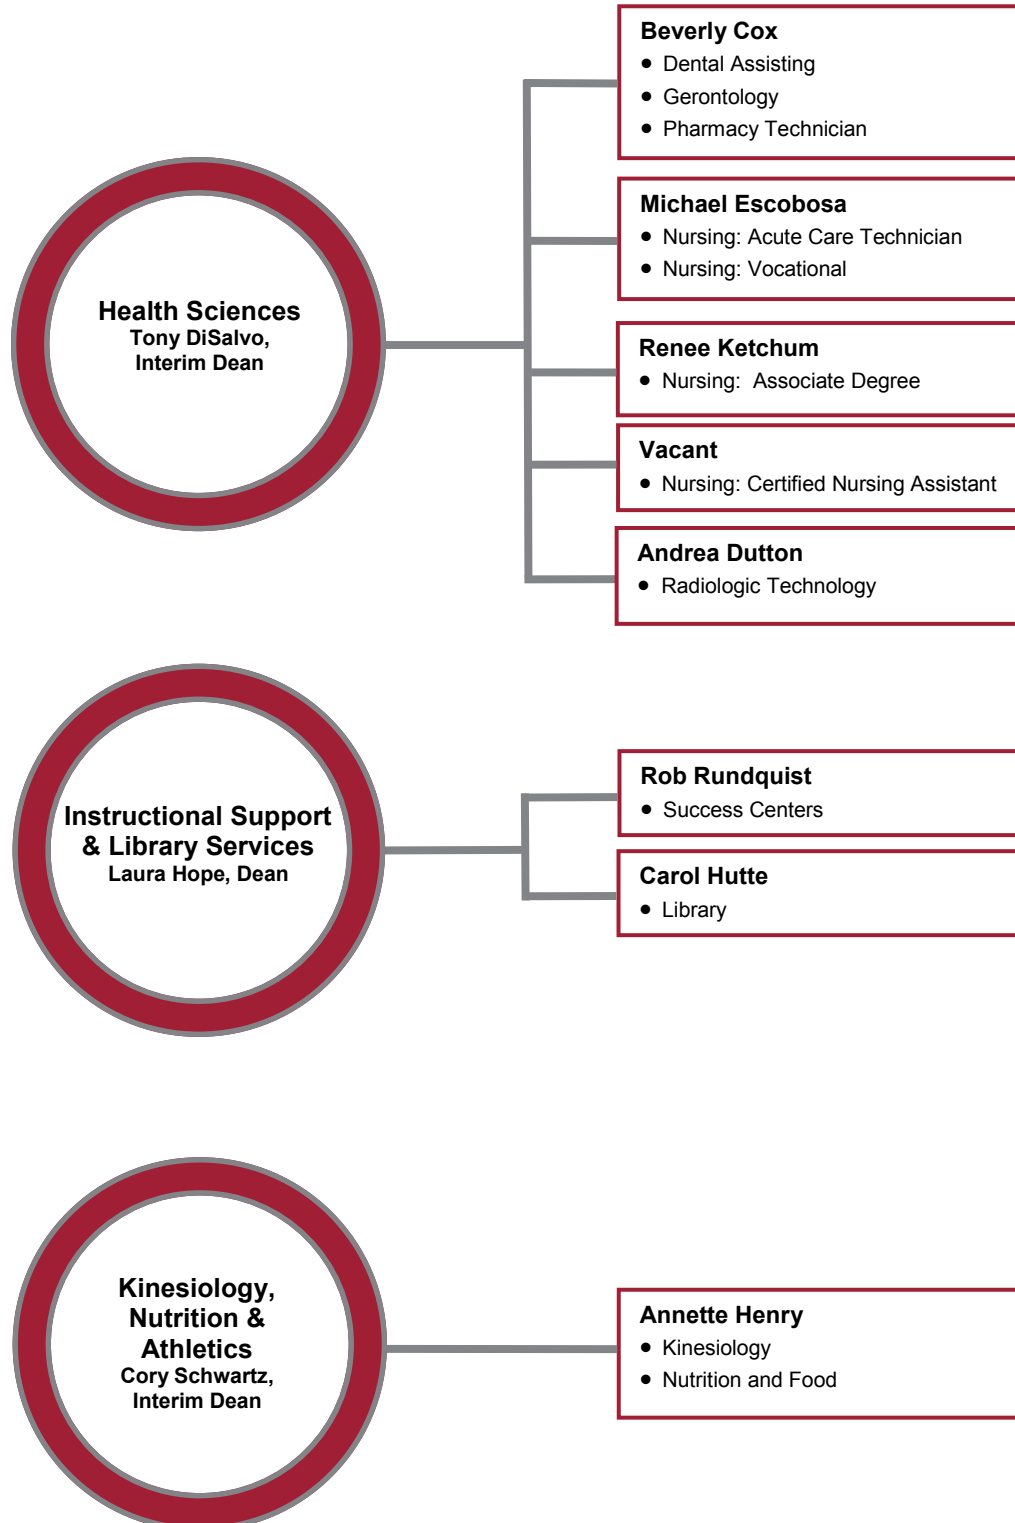 Health Sciences
Tony DiSalvo,
Interim Dean
Beverly Cox
• Dental Assisting
• Gerontology
• Pharmacy Technician
Michael Escobosa
• Nursing: Acute Care Technician
• Nursing: Vocational
Renee Ketchum
• Nursing:  Associate Degree
Vacant
• Nursing: Certified Nursing Assistant
Andrea Dutton
• Radiologic Technology
Instructional Support
& Library Services
Laura Hope, Dean
Rob Rundquist
• Success Centers
Carol Hutte
• Library
Kinesiology,
Nutrition &
Athletics
Cory Schwartz,
Interim Dean
Annette Henry
• Kinesiology
• Nutrition and Food